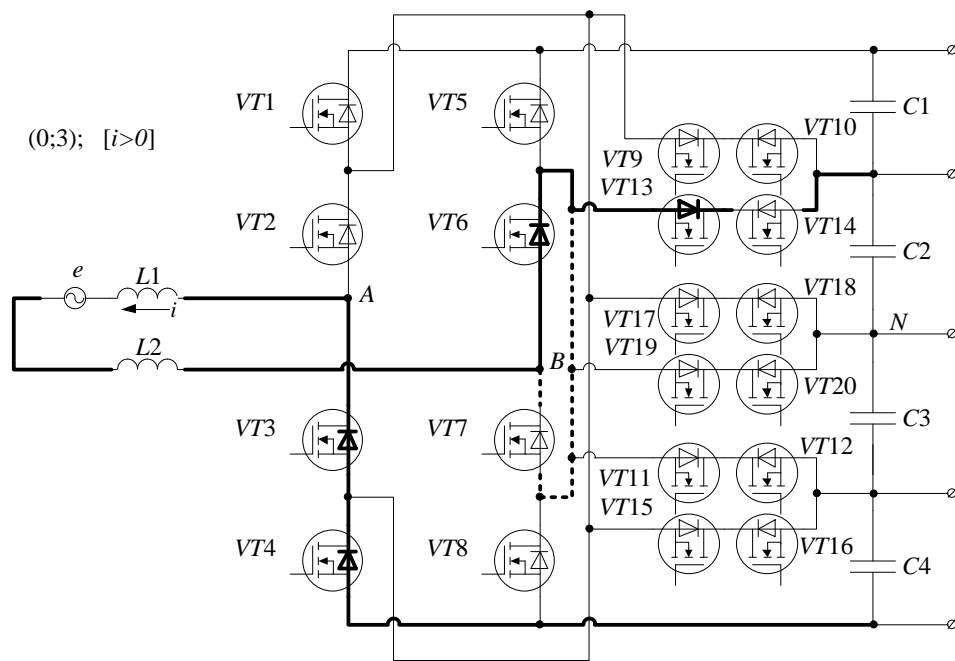 VT1
VT5
C1
(0;3); [i>0]
VT9
VT10
VT13
VT2
VT6
VT14
C2
e
L1
A
VT18
i
VT17
N
VT19
L2
B
VT20
VT3
VT7
C3
VT12
VT11
VT15
VT4
VT8
VT16
C4